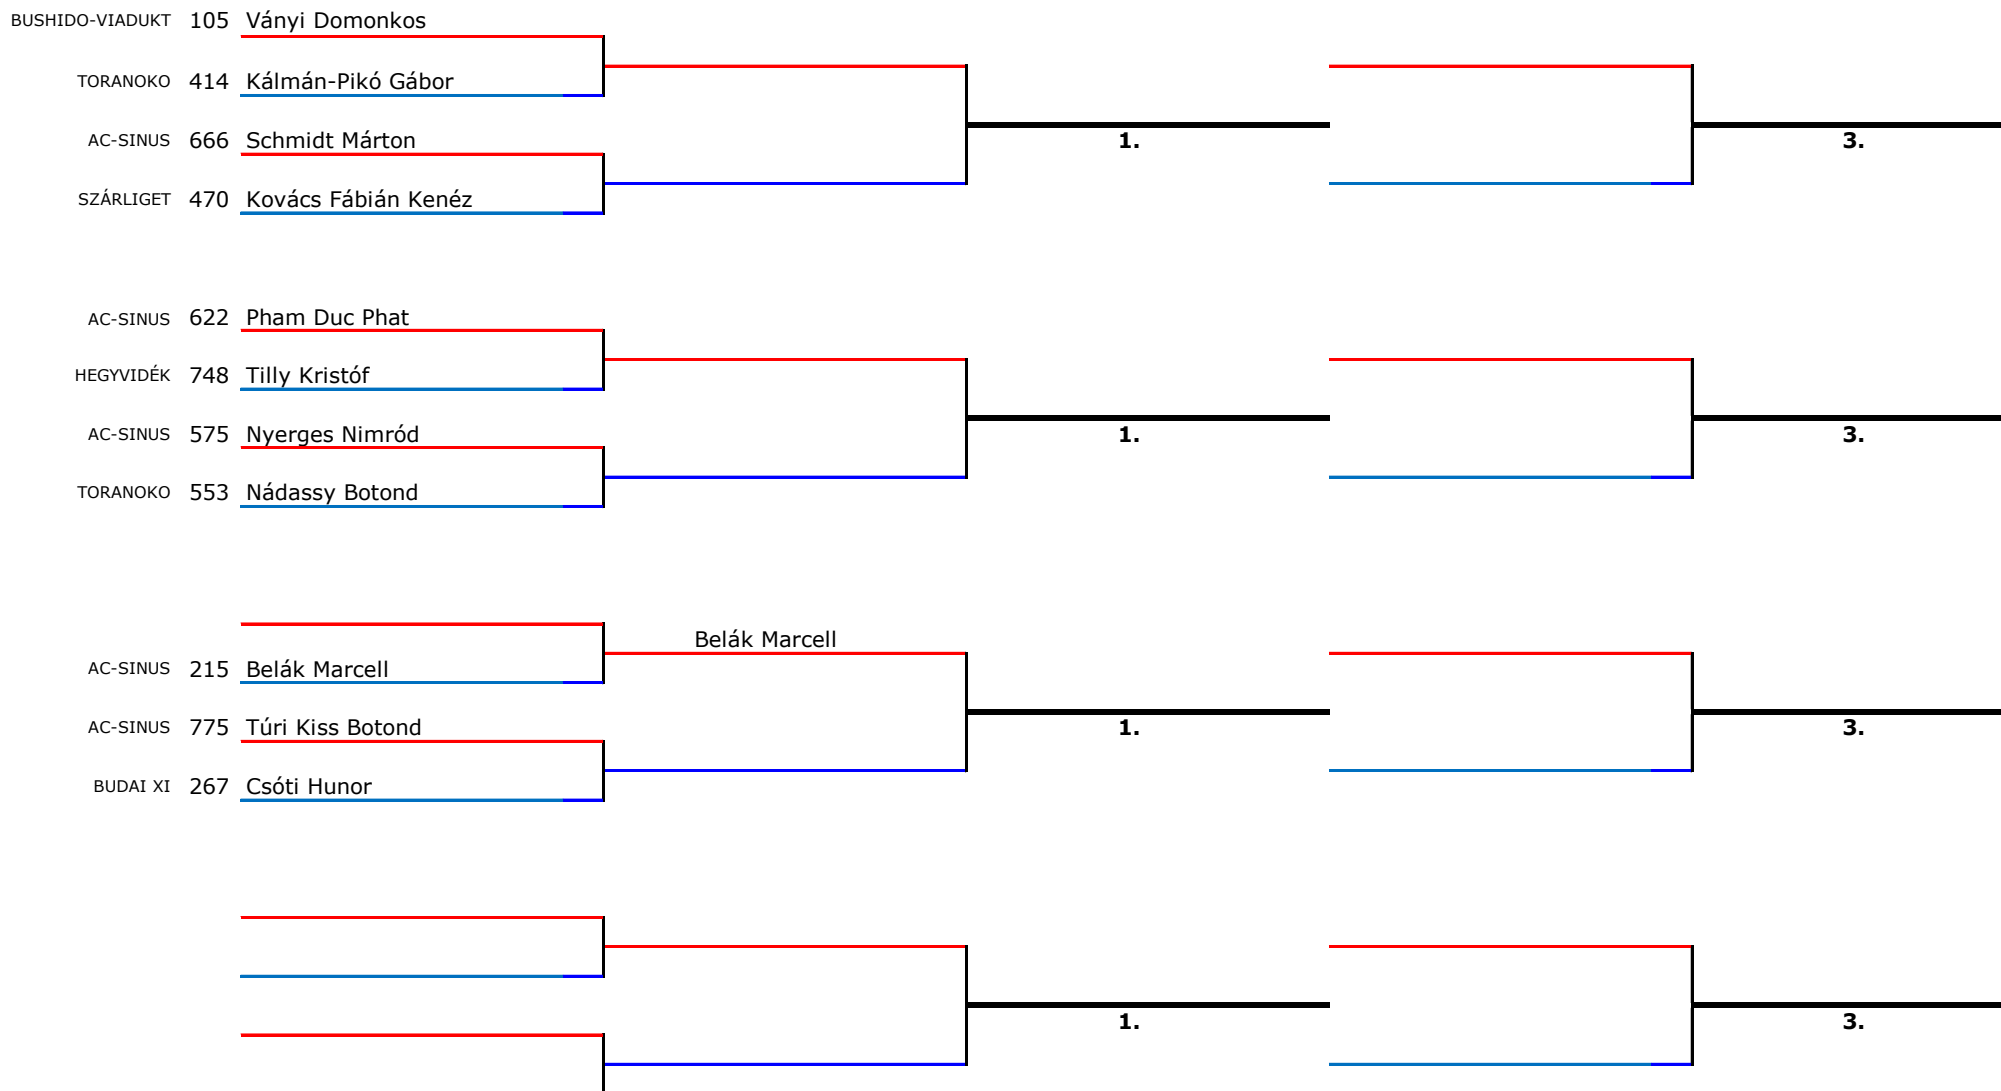 BUSHIDO-VIADUKT 105 Ványi Domonkos
TORANOKO 414 Kálmán-Pikó Gábor
1. 3.
AC-SINUS 666 Schmidt Márton
SZÁRLIGET 470 Kovács Fábián Kenéz
AC-SINUS 622 Pham Duc Phat
HEGYVIDÉK 748 Tilly Kristóf
AC-SINUS 575 Nyerges Nimród 1. 3.
TORANOKO 553 Nádassy Botond
Belák Marcell
AC-SINUS 215 Belák Marcell
AC-SINUS 775 Túri Kiss Botond 1. 3.
BUDAI XI 267 Csóti Hunor
1. 3.